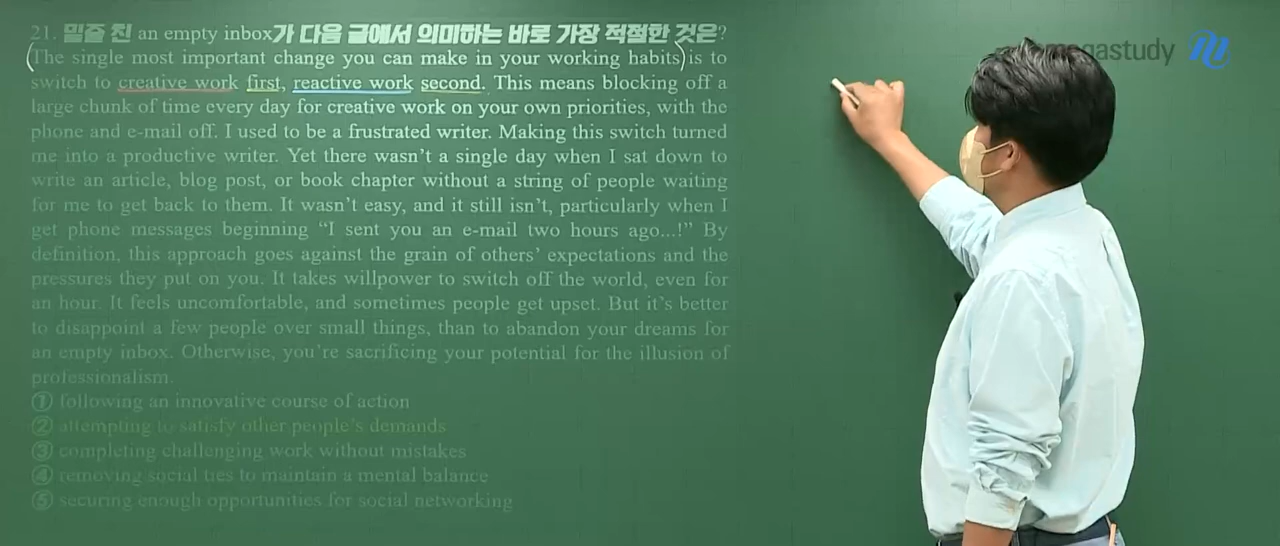 21. 밑줄 친 an empty inbox가 다음 글에서 의미하는 바로 가장 적절한 것은?
(The single most important change you can make in your working habits) is to
switch to creative work first, reactive work second. This means blocking off a
large chunk of time every day for creative work on your own priorities, with the
phone and e-mail off. I used to be a frustrated writer. Making this switch turned
me into a productive writer. Yet there wasn't a single day when I sat down to
write an article, blog post, or book chapter without a string of people waiting
for me to get back to them. It wasn't easy, and it still isn't, particularly when I
get phone messages beginning “I sent you an e-mail two hours ago...!” By
definition, this approach goes against the grain of others' expectations and the
pressures they put on you. It takes willpower to switch off the world, even for
an hour. It feels uncomfortable, and sometimes people get upset. But it's better
to disappoint a few people over small things, than to abandon your dreams for
an empty inbox. Otherwise, you're sacrificing your potential for the illusion of
professionalism.
① following an innovative course of action
② attempting to satisfy other people's demands
③ completing challenging work without mistakes
④ removing social ties to maintain a mental balance
⑤ securing enough opportunities for social networking
megastudy